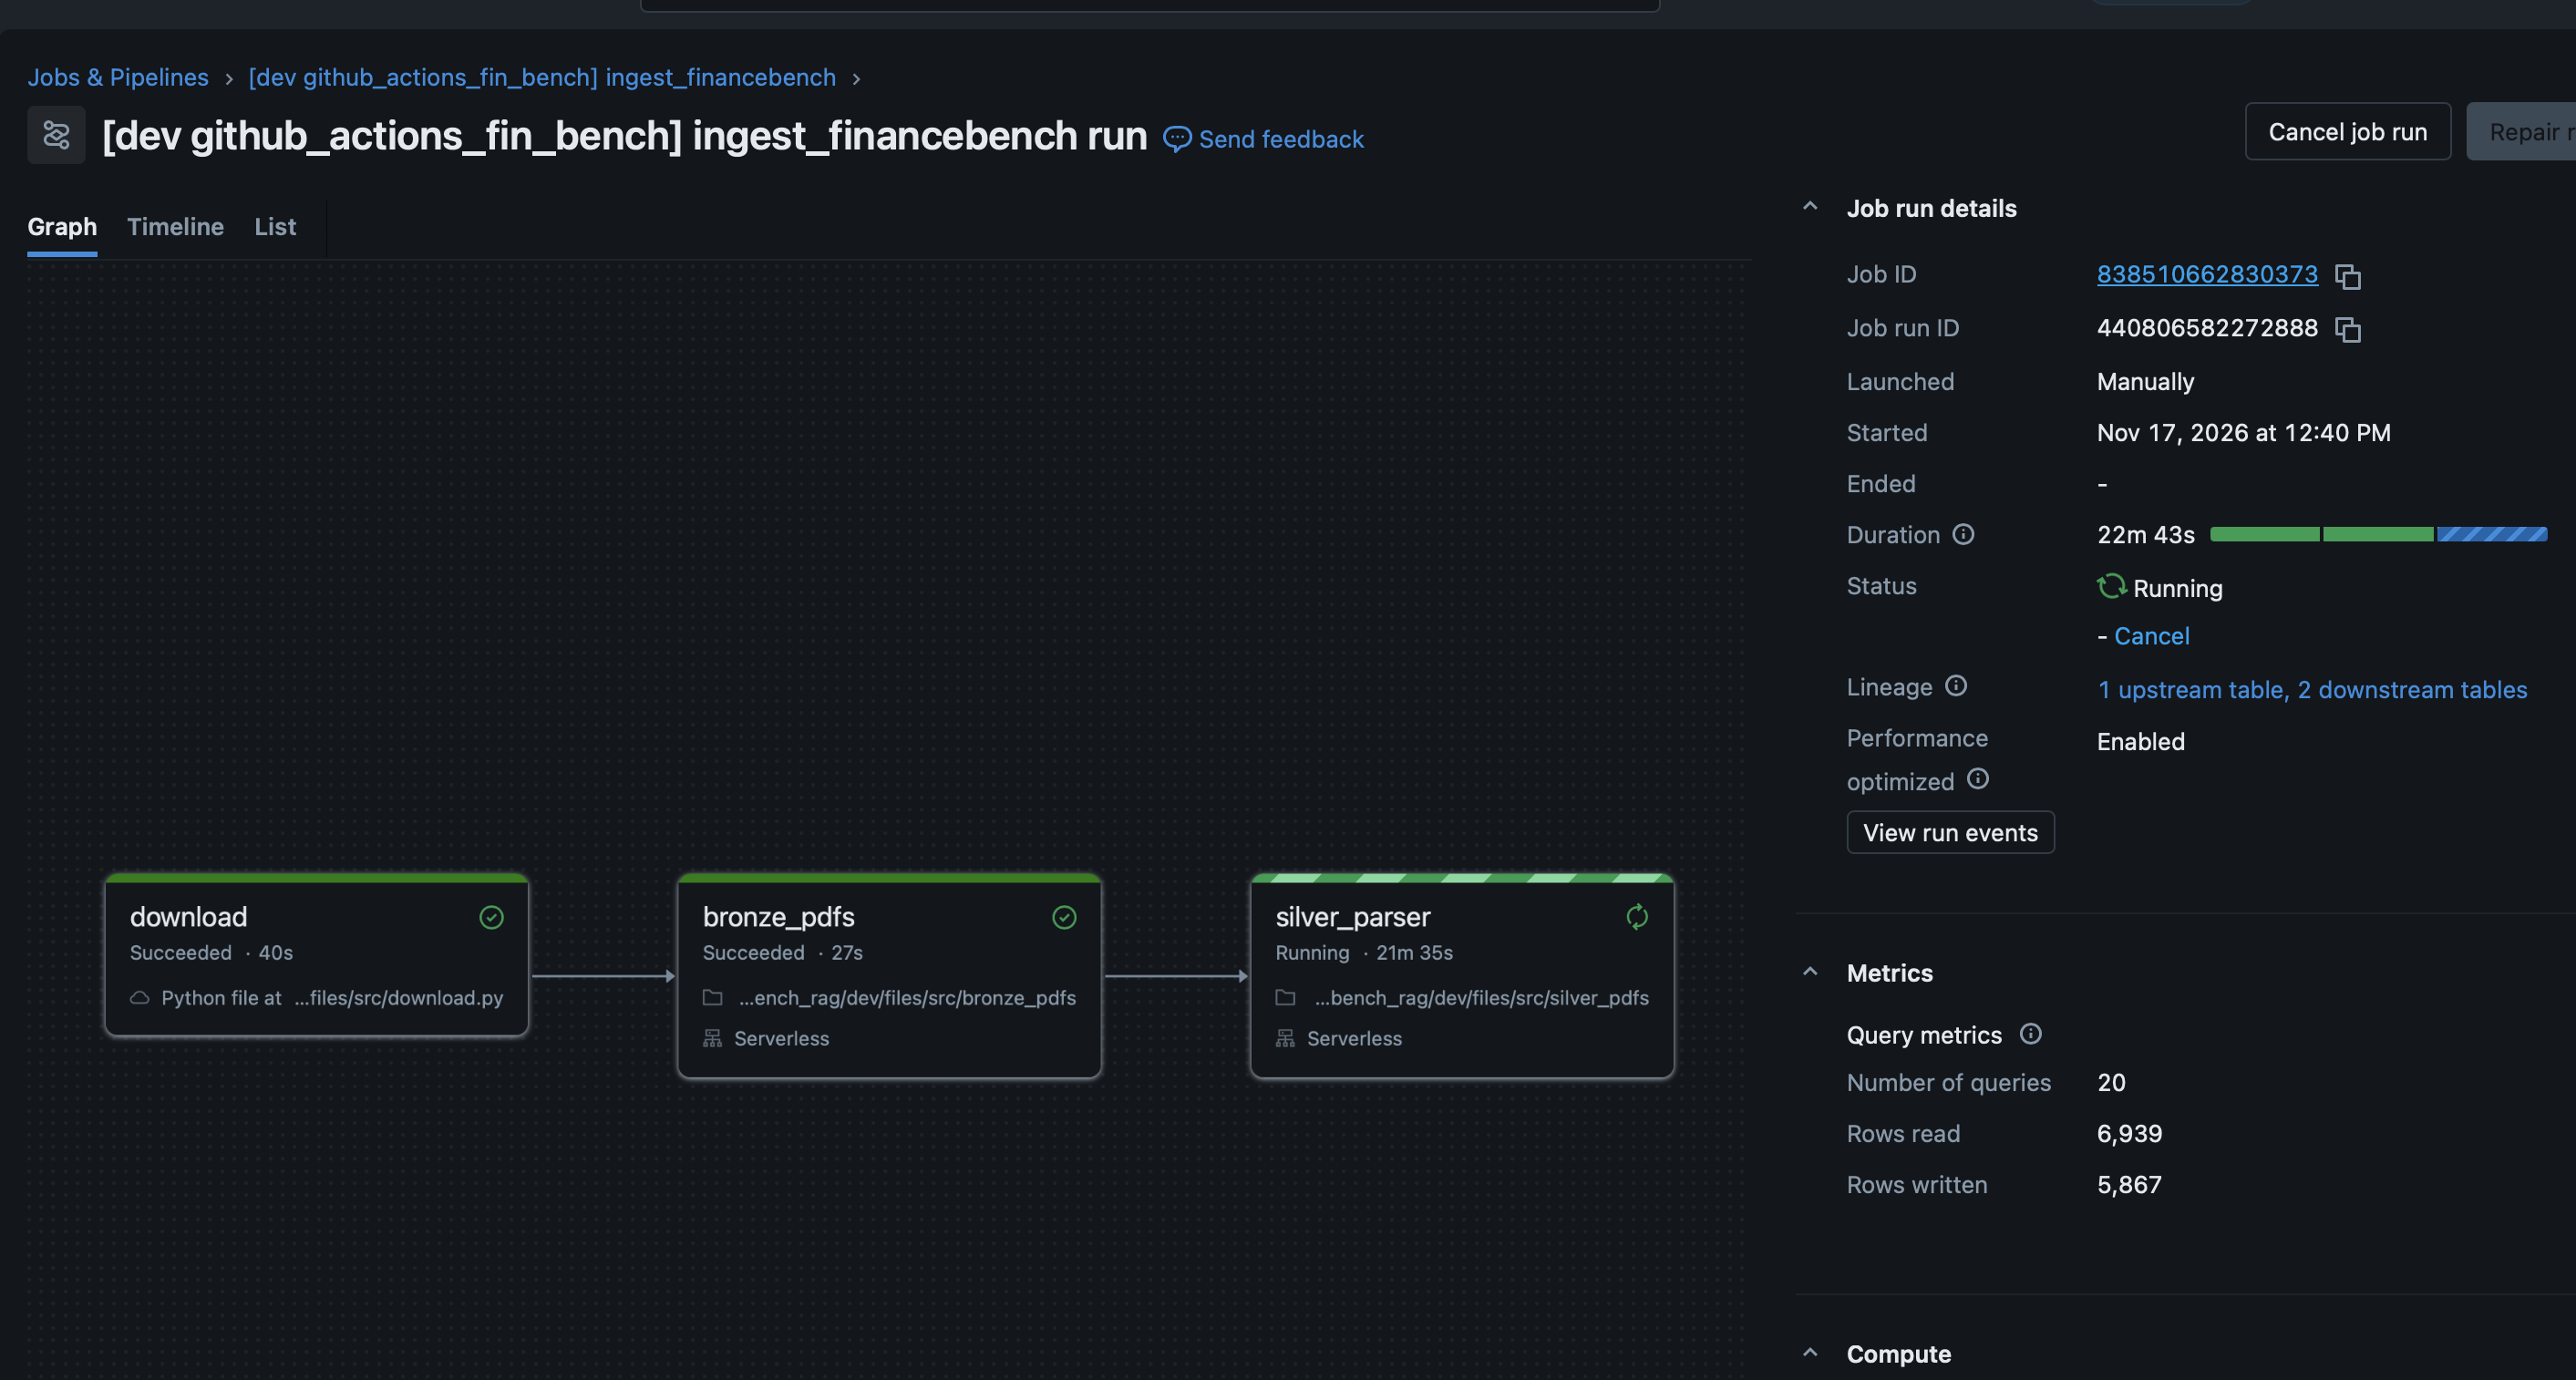 Jobs & Pipelines › [dev github_actions_fin_bench] ingest_financebench ›
[dev github_actions_fin_bench] ingest_financebench run Send feedback
Cancel job run
Repair
Graph Timeline List
download
Succeeded · 40s
Python file at ...files/src/download.py
bronze_pdfs
Succeeded · 27s
...ench_rag/dev/files/src/bronze_pdfs
Serverless
silver_parser
Running · 21m 35s
...bench_rag/dev/files/src/silver_pdfs
Serverless
Job run details
Job ID 838510662830373
Job run ID 440806582272888
Launched Manually
Started Nov 17, 2026 at 12:40 PM
Ended -
Duration 22m 43s
Status Running
- Cancel
Lineage 1 upstream table, 2 downstream tables
Performance Enabled
optimized
View run events
Metrics
Query metrics
Number of queries 20
Rows read 6,939
Rows written 5,867
Compute